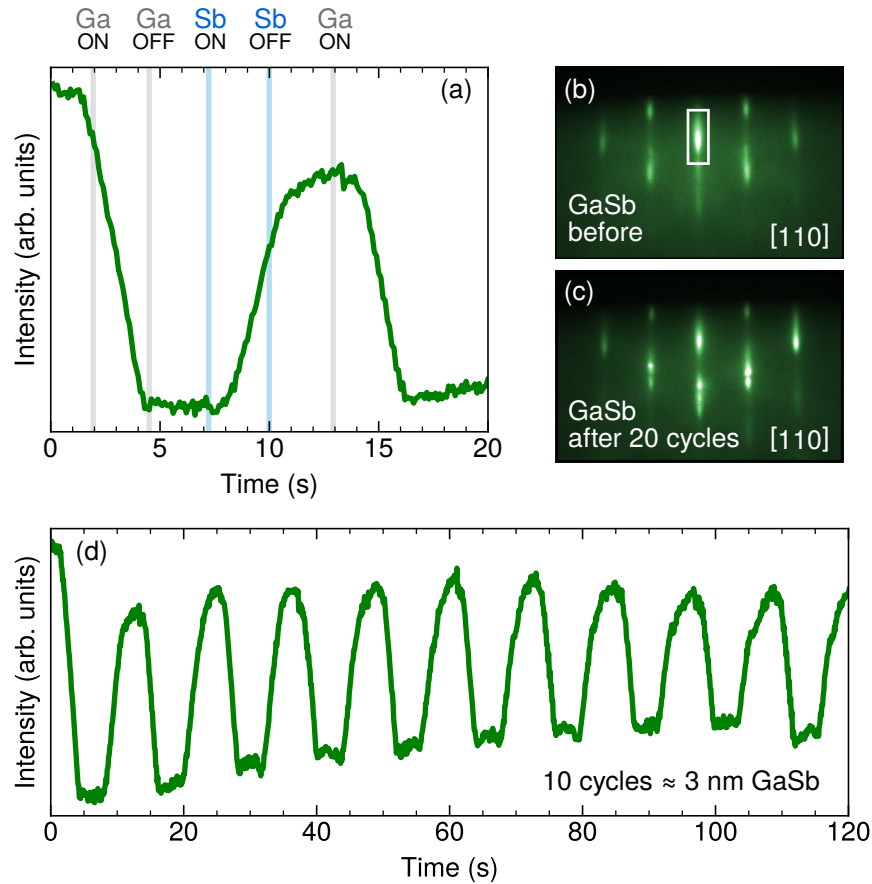 Ga Ga Sb Sb Ga
ON OFF ON OFF ON
(a)
Intensity (arb. units)
0 5 10 15 20
Time (s)
(b)
GaSb
before [110]
(c)
GaSb
after 20 cycles [110]
(d)
Intensity (arb. units)
10 cycles ≈ 3 nm GaSb
0 20 40 60 80 100 120
Time (s)